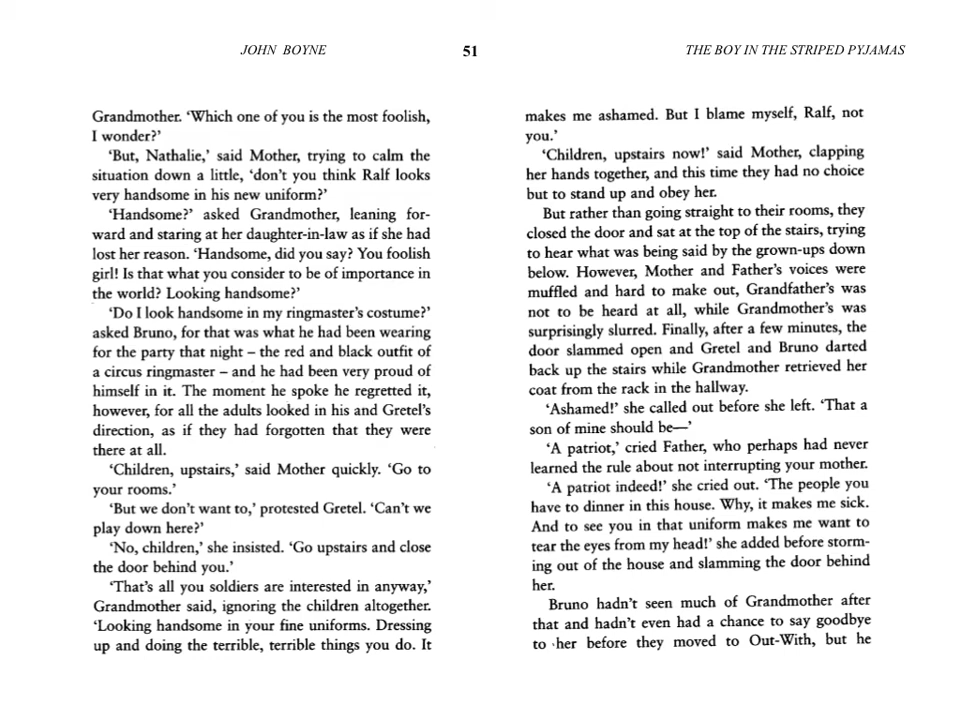 JOHN BOYNE
51
THE BOY IN THE STRIPED PYJAMAS
Grandmother. ‘Which one of you is the most foolish,
I wonder?’
‘But, Nathalie,’ said Mother, trying to calm the
situation down a little, ‘don’t you think Ralf looks
very handsome in his new uniform?’
‘Handsome?’ asked Grandmother, leaning for-
ward and staring at her daughter-in-law as if she had
lost her reason. ‘Handsome, did you say? You foolish
girl! Is that what you consider to be of importance in
the world? Looking handsome?’
‘Do I look handsome in my ringmaster’s costume?’
asked Bruno, for that was what he had been wearing
for the party that night – the red and black outfit of
a circus ringmaster – and he had been very proud of
himself in it. The moment he spoke he regretted it,
however, for all the adults looked in his and Gretel’s
direction, as if they had forgotten that they were
there at all.
‘Children, upstairs,’ said Mother quickly. ‘Go to
your rooms.’
‘But we don’t want to,’ protested Gretel. ‘Can’t we
play down here?’
‘No, children,’ she insisted. ‘Go upstairs and close
the door behind you.’
‘That’s all you soldiers are interested in anyway,’
Grandmother said, ignoring the children altogether.
‘Looking handsome in your fine uniforms. Dressing
up and doing the terrible, terrible things you do. It
makes me ashamed. But I blame myself, Ralf, not
you.’
‘Children, upstairs now!’ said Mother, clapping
her hands together, and this time they had no choice
but to stand up and obey her.
But rather than going straight to their rooms, they
closed the door and sat at the top of the stairs, trying
to hear what was being said by the grown-ups down
below. However, Mother and Father’s voices were
muffled and hard to make out, Grandfather’s was
not to be heard at all, while Grandmother’s was
surprisingly slurred. Finally, after a few minutes, the
door slammed open and Gretel and Bruno darted
back up the stairs while Grandmother retrieved her
coat from the rack in the hallway.
‘Ashamed!’ she called out before she left. ‘That a
son of mine should be—’
‘A patriot,’ cried Father, who perhaps had never
learned the rule about not interrupting your mother.
‘A patriot indeed!’ she cried out. ‘The people you
have to dinner in this house. Why, it makes me sick.
And to see you in that uniform makes me want to
tear the eyes from my head!’ she added before storm-
ing out of the house and slamming the door behind
her.
Bruno hadn’t seen much of Grandmother after
that and hadn’t even had a chance to say goodbye
to her before they moved to Out-With, but he